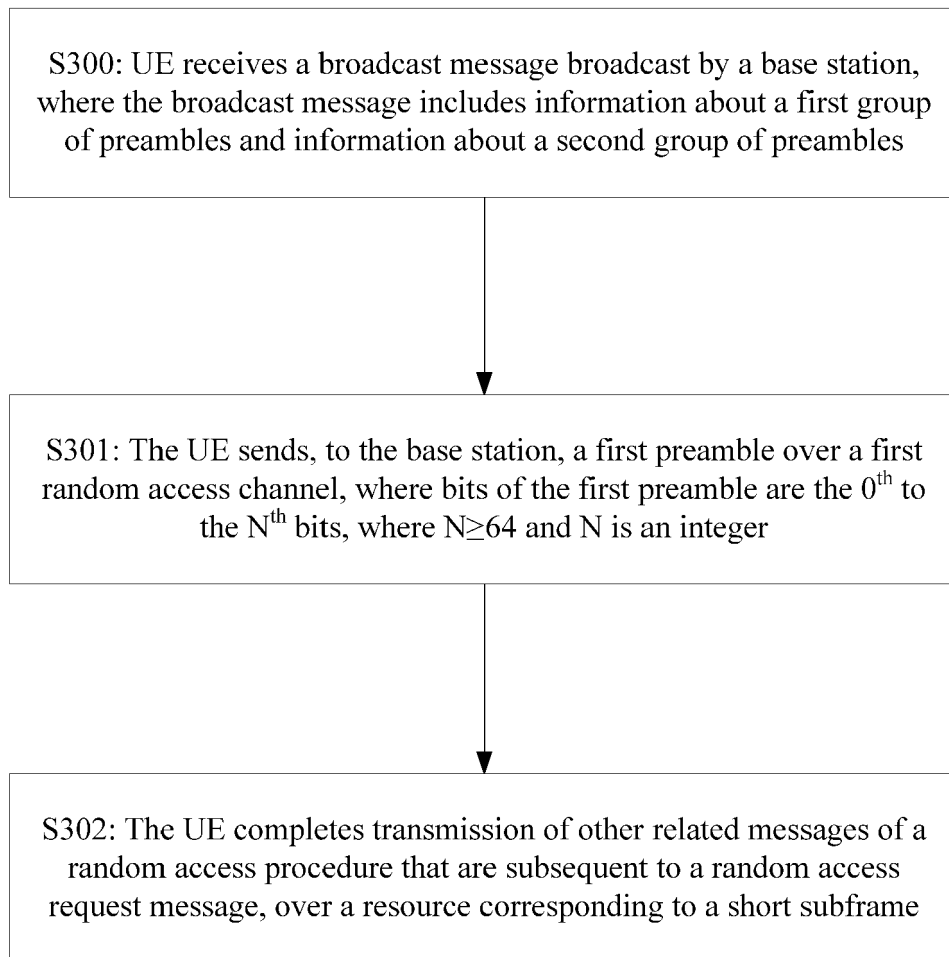 S300: UE receives a broadcast message broadcast by a base station,
where the broadcast message includes information about a first group
of preambles and information about a second group of preambles
S301: The UE sends, to the base station, a first preamble over a first
random access channel, where bits of the first preamble are the 0th to
the Nth bits, where N≥64 and N is an integer
S302: The UE completes transmission of other related messages of a
random access procedure that are subsequent to a random access
request message, over a resource corresponding to a short subframe